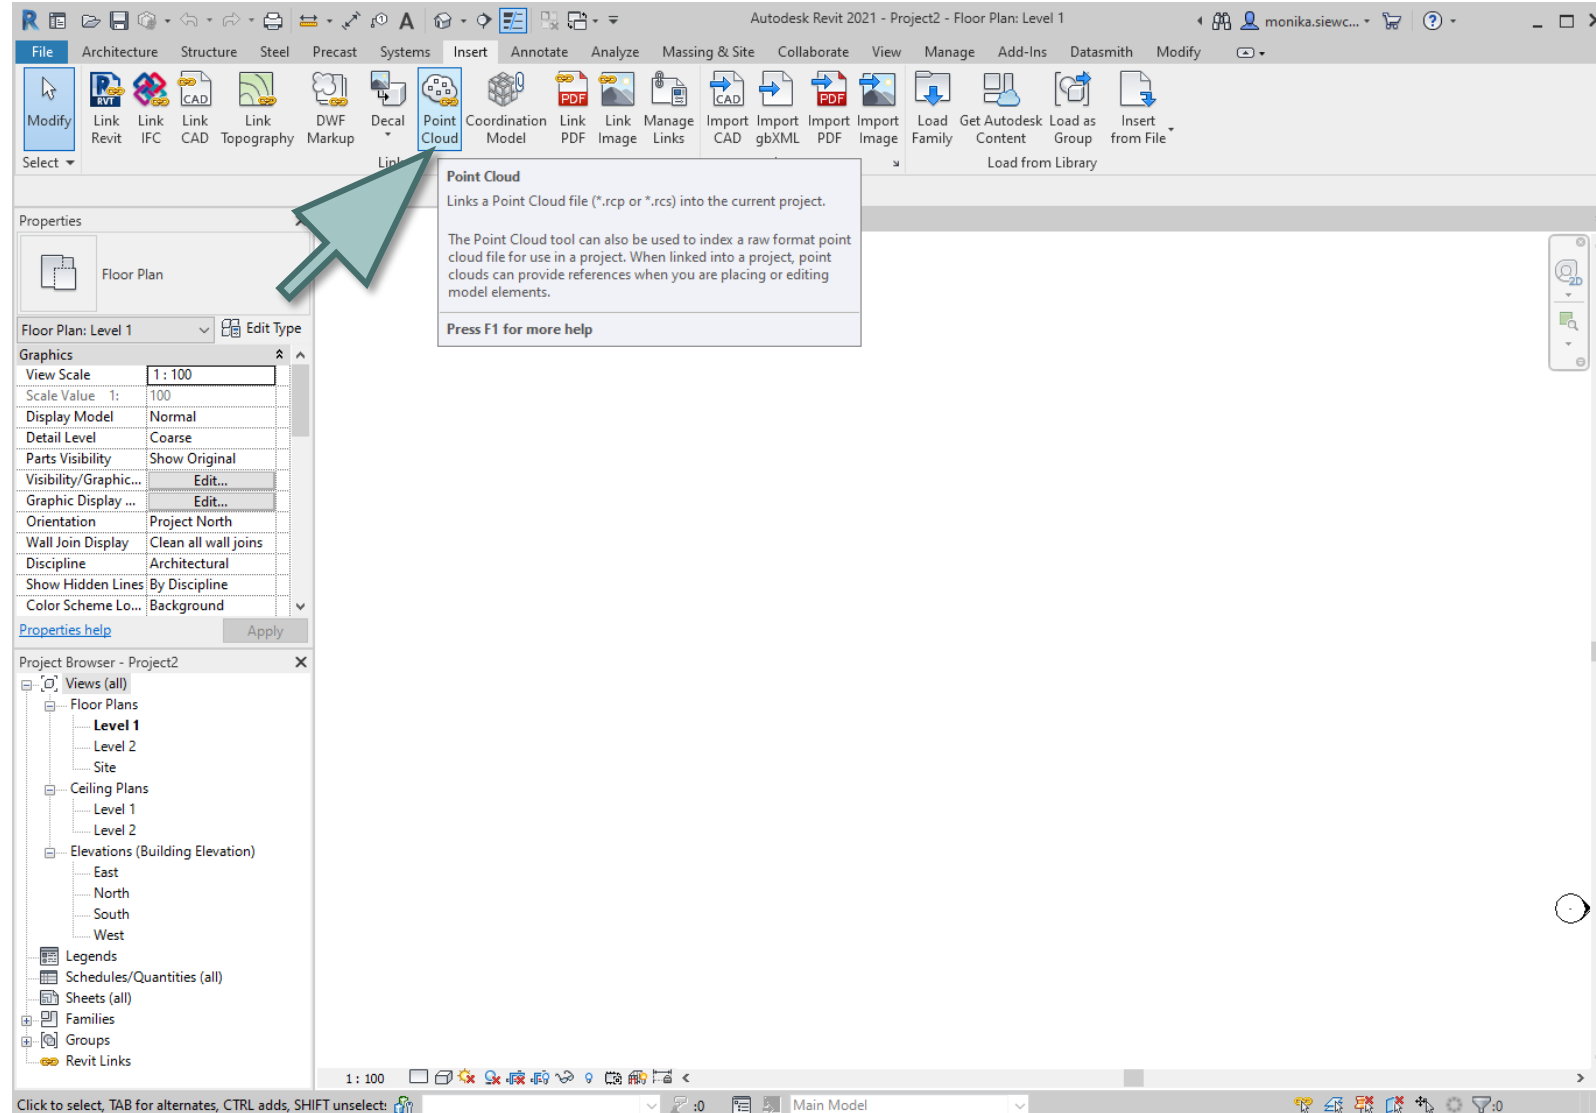 Autodesk Revit 2021 - Project2 - Floor Plan: Level 1
monika.siewc...
File Architecture Structure Steel Precast Systems Insert Annotate Analyze Massing & Site Collaborate View Manage Add-Ins Datasmith Modify
Modify
Link Revit
Link IFC
Link CAD
Link Topography
DWF Markup
Decal
Point Cloud
Coordination Model
Link PDF
Link Image
Manage Links
Import CAD
Import gbXML
Import PDF
Import Image
Load Family
Get Autodesk Content
Load as Group
Insert from File
Select
Load from Library
Point Cloud
Links a Point Cloud file (*.rcp or *.rcs) into the current project.
The Point Cloud tool can also be used to index a raw format point
cloud file for use in a project. When linked into a project, point
clouds can provide references when you are placing or editing
model elements.
Press F1 for more help
2D
Properties
Floor Plan
Floor Plan: Level 1 Edit Type
Graphics
View Scale 1 : 100
Scale Value 1: 100
Display Model Normal
Detail Level Coarse
Parts Visibility Show Original
Visibility/Graphic... Edit...
Graphic Display ... Edit...
Orientation Project North
Wall Join Display Clean all wall joins
Discipline Architectural
Show Hidden Lines By Discipline
Color Scheme Lo... Background
Properties help Apply
Project Browser - Project2
Views (all)
Floor Plans
Level 1
Level 2
Site
Ceiling Plans
Level 1
Level 2
Elevations (Building Elevation)
East
North
South
West
Legends
Schedules/Quantities (all)
Sheets (all)
Families
Groups
Revit Links
1 : 100
Click to select, TAB for alternates, CTRL adds, SHIFT unselect: :0 Main Model :0